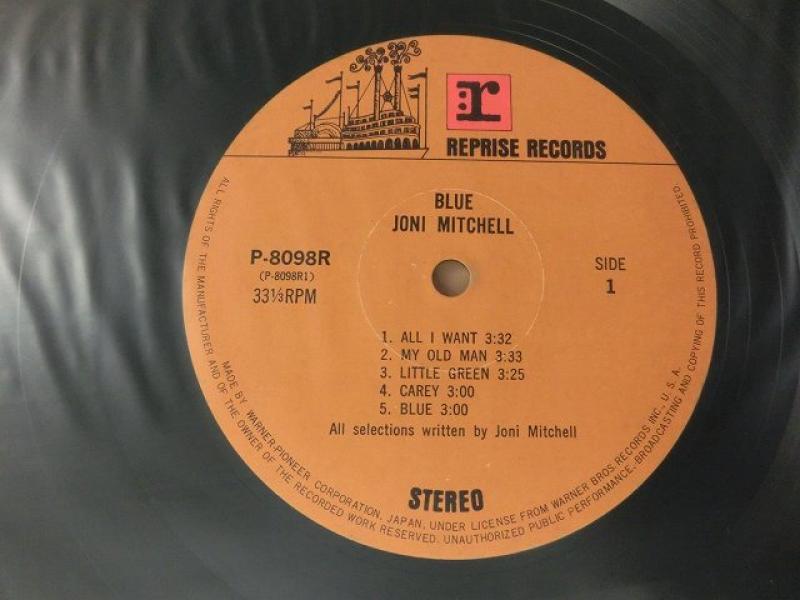 r
REPRISE RECORDS
BLUE
JONI MITCHELL
P-8098R
(P-8098R1)
33⅓RPM
SIDE
1
1. ALL I WANT 3:32
2. MY OLD MAN 3:33
3. LITTLE GREEN 3:25
4. CAREY 3:00
5. BLUE 3:00
All selections written by Joni Mitchell
STEREO
MADE BY WARNER-PIONEER CORPORATION, JAPAN, UNDER LICENSE FROM WARNER BROS. RECORDS INC., U.S.A.
ALL RIGHTS OF THE MANUFACTURER AND OF THE OWNER OF THE RECORDED WORK RESERVED. UNAUTHORIZED PUBLIC PERFORMANCE, BROADCASTING AND COPYING OF THIS RECORD PROHIBITED.